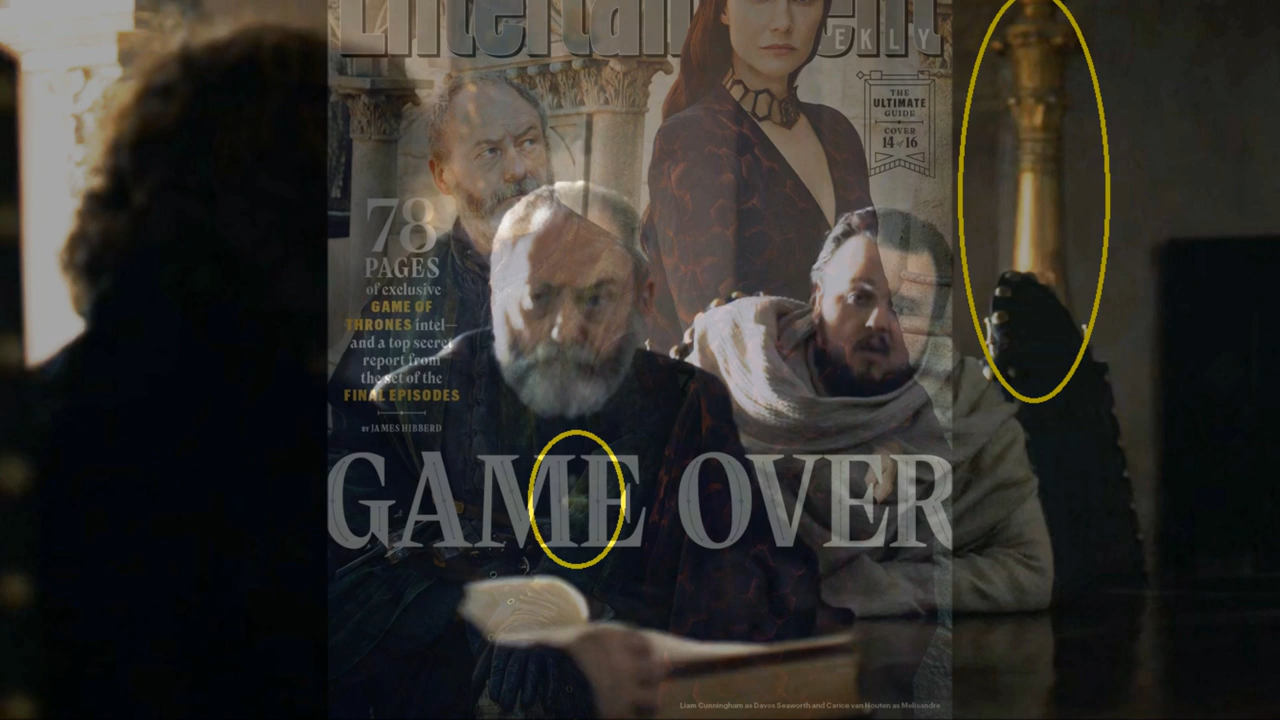 Entertainment
WEEKLY
THE
ULTIMATE
GUIDE
COVER
14 of 16
78
PAGES
of exclusive
GAME OF
THRONES intel—
and a top secret
report from
the set of the
FINAL EPISODES
BY JAMES HIBBERD
GAME OVER
Liam Cunningham as Davos Seaworth and Carice van Houten as Melisandre